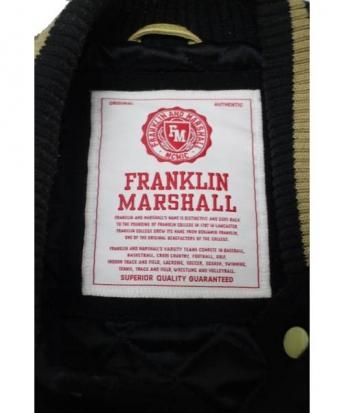 ORIGINAL AUTHENTIC
FRANKLIN AND MARSHALL
FM
MCMXC
FRANKLIN
MARSHALL
FRANKLIN AND MARSHALL'S NAME IS DISTINCTIVE AND GOES BACK
TO THE FOUNDING OF FRANKLIN COLLEGE IN 1787 IN LANCASTER.
FRANKLIN COLLEGE DREW ITS NAME FROM BENJAMIN FRANKLIN,
ONE OF THE ORIGINAL BENEFACTORS OF THE COLLEGE.
FRANKLIN AND MARSHALL'S VARSITY TEAMS COMPETE IN BASEBALL,
BASKETBALL, CROSS COUNTRY, FOOTBALL, GOLF,
INDOOR TRACK AND FIELD, LACROSSE, SOCCER, SQUASH, SWIMMING,
TENNIS, TRACK AND FIELD, WRESTLING AND VOLLEYBALL.
SUPERIOR QUALITY GUARANTEED